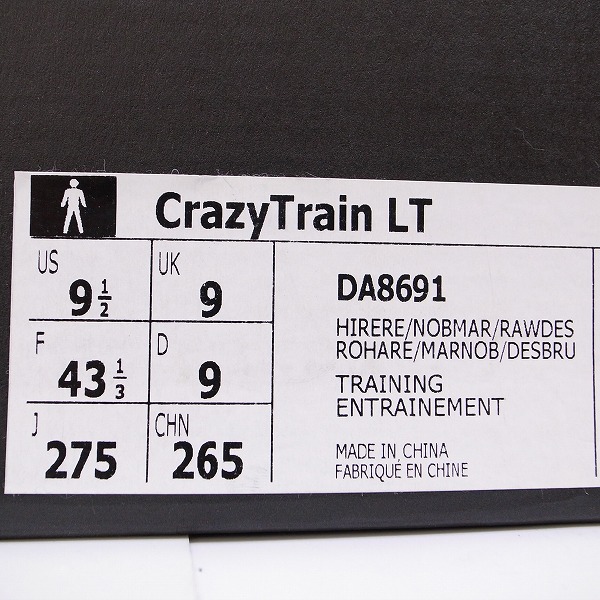 CrazyTrain LT
US 9 1/2 UK 9
F 43 1/3 D 9
J 275 CHN 265
DA8691
HIRERE/NOBMAR/RAWDES
ROHARE/MARNOB/DESBRU
TRAINING
ENTRAINEMENT
MADE IN CHINA
FABRIQUÉ EN CHINE